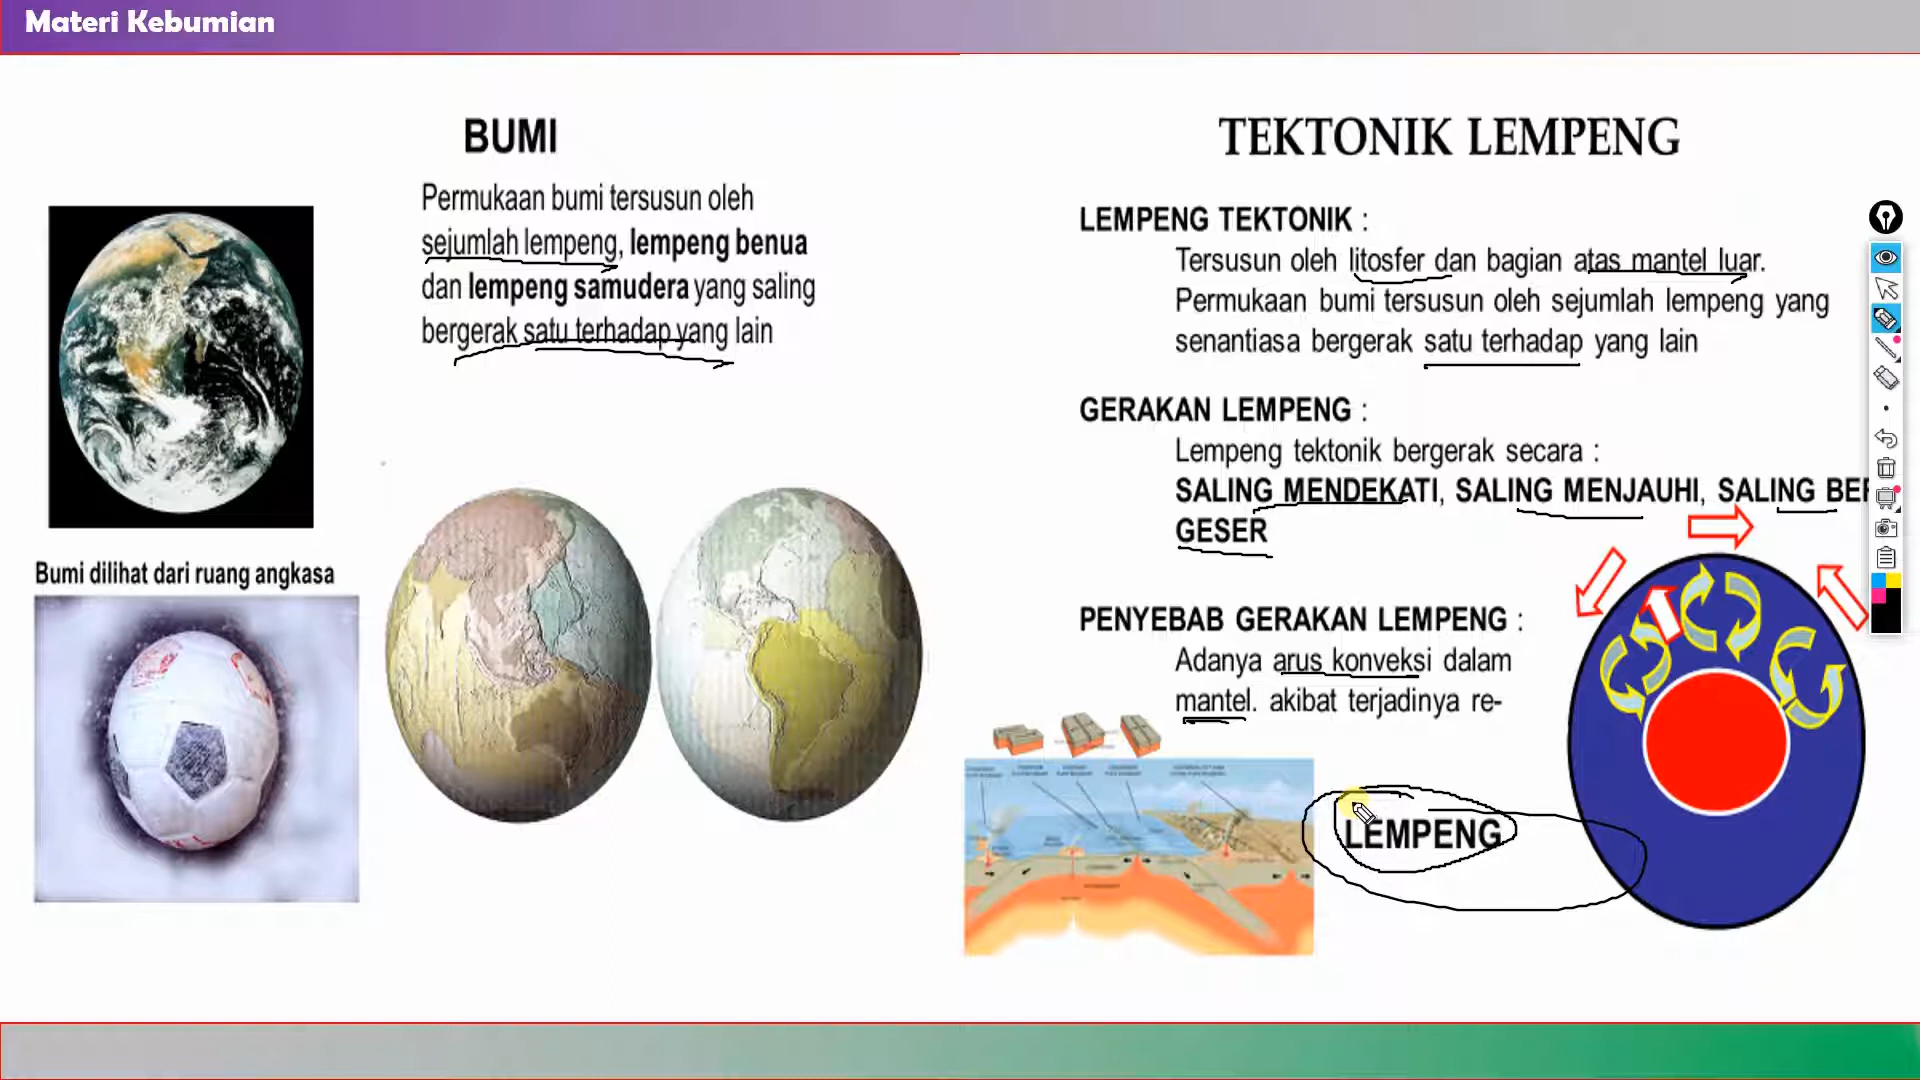 Materi Kebumian
BUMI
Permukaan bumi tersusun oleh
sejumlah lempeng, lempeng benua
dan lempeng samudera yang saling
bergerak satu terhadap yang lain
Bumi dilihat dari ruang angkasa
TEKTONIK LEMPENG
LEMPENG TEKTONIK :
Tersusun oleh litosfer dan bagian atas mantel luar.
Permukaan bumi tersusun oleh sejumlah lempeng yang
senantiasa bergerak satu terhadap yang lain
GERAKAN LEMPENG :
Lempeng tektonik bergerak secara :
SALING MENDEKATI, SALING MENJAUHI, SALING BER
GESER
PENYEBAB GERAKAN LEMPENG :
Adanya arus konveksi dalam
mantel. akibat terjadinya re-
LEMPENG